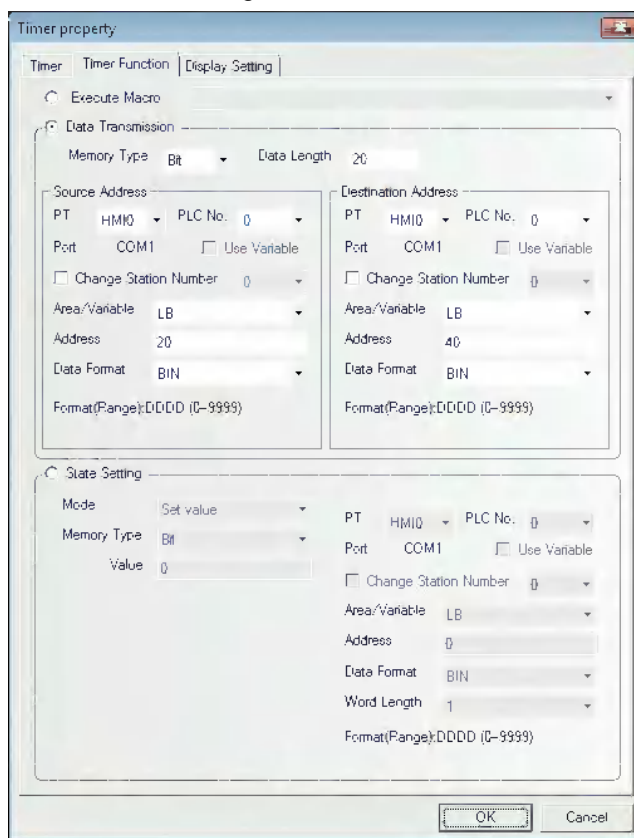 Timer property
Timer Timer Function Display Setting
Execute Macro
Data Transmission
Memory Type Bit Data Length 20
Source Address Destination Address
PT HMI0 PLC No. 0 PT HMI0 PLC No. 0
Port COM1 Use Variable Port COM1 Use Variable
Change Station Number 0 Change Station Number 0
Area/Variable LB Area/Variable LB
Address 20 Address 40
Data Format BIN Data Format BIN
Format(Range):DDDD (0-9999) Format(Range):DDDD (0-9999)
State Setting
Mode Set value
Memory Type Bit
Value 0
PT HMI0 PLC No. 0
Port COM1 Use Variable
Change Station Number 0
Area/Variable LB
Address 0
Data Format BIN
Word Length 1
Format(Range):DDDD (0-9999)
OK Cancel